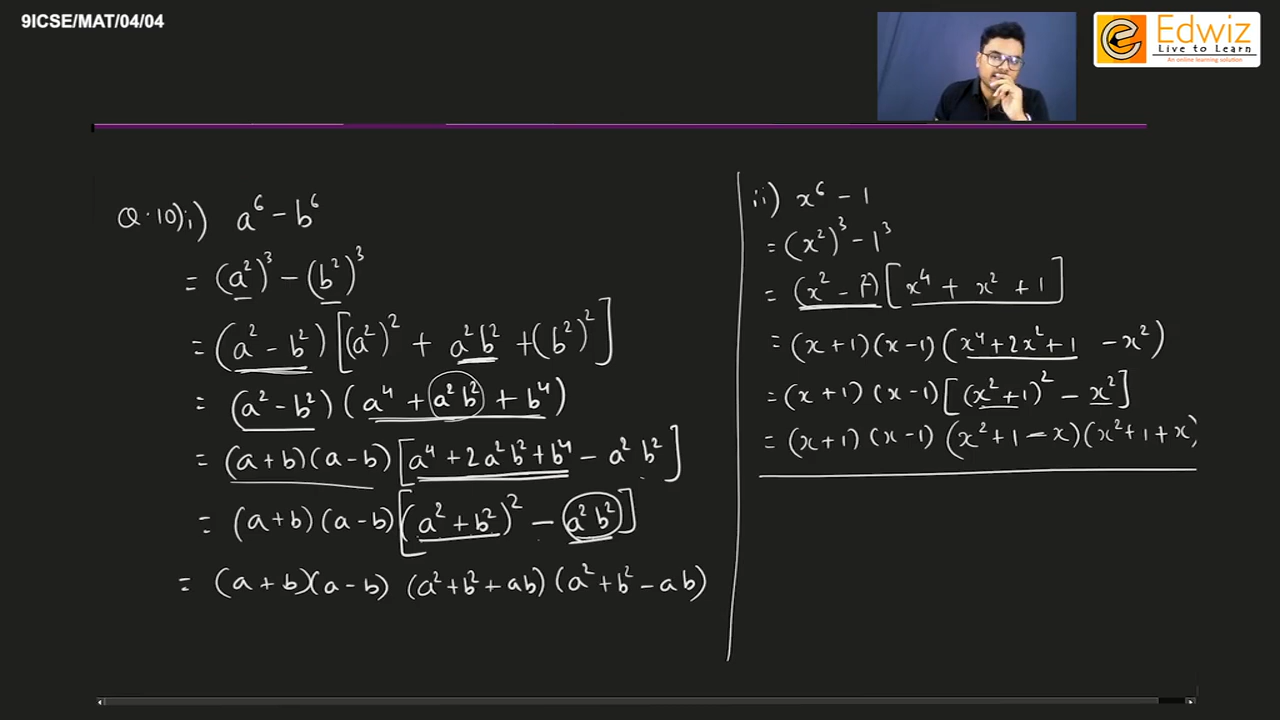 9ICSE/MAT/04/04
Edwiz
Live to Learn
An online learning solution
Q.10) i) a⁶ - b⁶
= (a²)³ - (b²)³
= (a² - b²) [(a²)² + a²b² + (b²)²]
= (a² - b²) (a⁴ + a²b² + b⁴)
= (a + b)(a - b) [a⁴ + 2a²b² + b⁴ - a²b²]
= (a + b)(a - b) [(a² + b²)² - a²b²]
= (a + b)(a - b) (a² + b² + ab) (a² + b² - ab)
ii) x⁶ - 1
= (x²)³ - 1³
= (x² - 1²) [x⁴ + x² + 1]
= (x + 1)(x - 1)(x⁴ + 2x² + 1 - x²)
= (x + 1) (x - 1) [(x² + 1)² - x²]
= (x + 1) (x - 1) (x² + 1 - x)(x² + 1 + x)